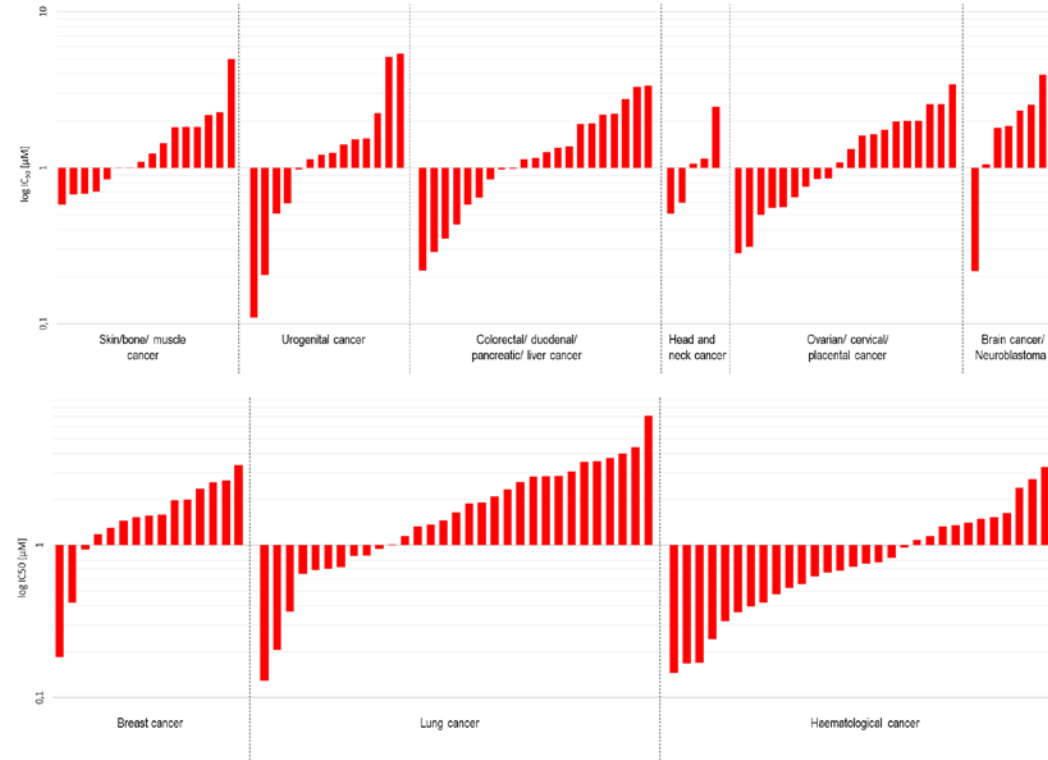 10
1
0,1
log IC₅₀ [µM]
Skin/bone/ muscle
cancer
Urogenital cancer
Colorectal/ duodenal/
pancreatic/ liver cancer
Head and
neck cancer
Ovarian/ cervical/
placental cancer
Brain cancer/
Neuroblastoma
1
0,1
log IC50 [µM]
Breast cancer
Lung cancer
Haematological cancer